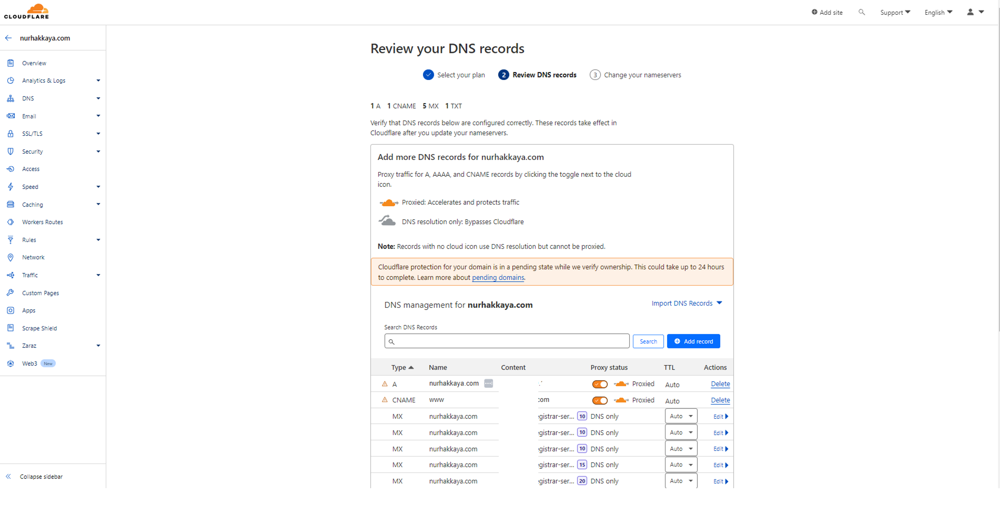 CLOUDFLARE
Add site
Support
English
nurhakkaya.com
Overview
Analytics & Logs
DNS
Email
SSL/TLS
Security
Access
Speed
Caching
Workers Routes
Rules
Network
Traffic
Custom Pages
Apps
Scrape Shield
Zaraz
Web3 New
Collapse sidebar
Review your DNS records
Select your plan 2 Review DNS records 3 Change your nameservers
1 A 1 CNAME 5 MX 1 TXT
Verify that DNS records below are configured correctly. These records take effect in
Cloudflare after you update your nameservers.
Add more DNS records for nurhakkaya.com
Proxy traffic for A, AAAA, and CNAME records by clicking the toggle next to the cloud
icon.
Proxied: Accelerates and protects traffic
DNS resolution only: Bypasses Cloudflare
Note: Records with no cloud icon use DNS resolution but cannot be proxied.
Cloudflare protection for your domain is in a pending state while we verify ownership. This could take up to 24 hours
to complete. Learn more about pending domains.
DNS management for nurhakkaya.com
Import DNS Records
Search DNS Records
Search Add record
Type Name Content Proxy status TTL Actions
A nurhakkaya.com Proxied Auto Delete
CNAME www com Proxied Auto Delete
MX nurhakkaya.com gistrar-ser... 10 DNS only Auto Edit
MX nurhakkaya.com gistrar-ser... 10 DNS only Auto Edit
MX nurhakkaya.com gistrar-ser... 10 DNS only Auto Edit
MX nurhakkaya.com gistrar-ser... 15 DNS only Auto Edit
MX nurhakkaya.com gistrar-ser... 20 DNS only Auto Edit